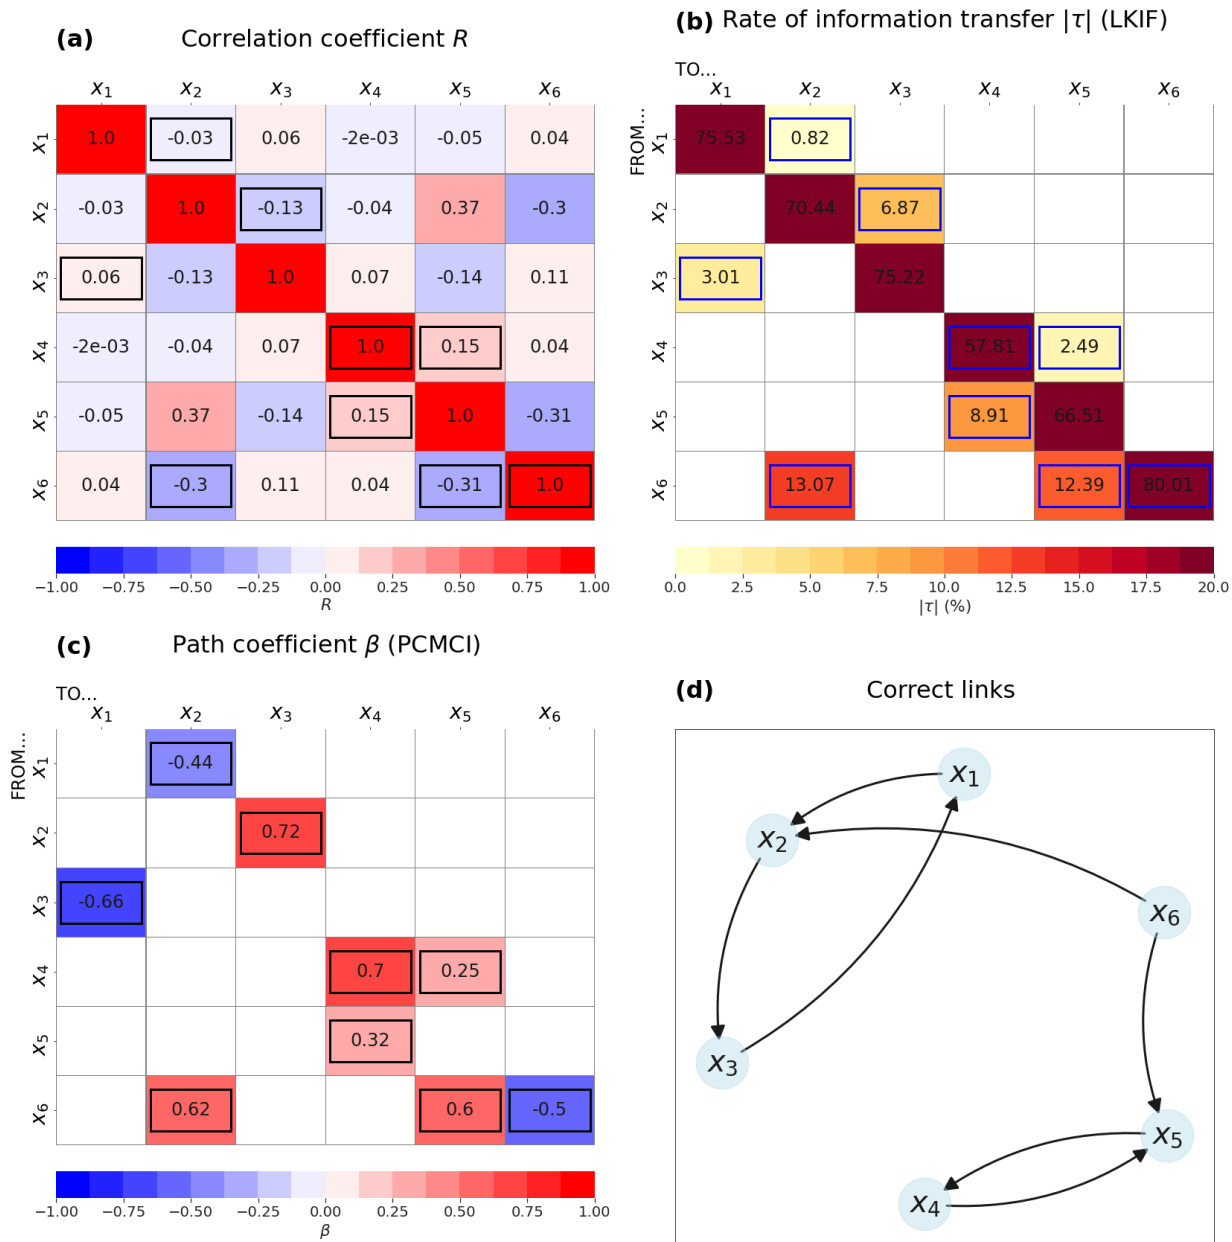 (a) Correlation coefficient R
x1 x2 x3 x4 x5 x6
x1 1.0 -0.03 0.06 -2e-03 -0.05 0.04
x2 -0.03 1.0 -0.13 -0.04 0.37 -0.3
x3 0.06 -0.13 1.0 0.07 -0.14 0.11
x4 -2e-03 -0.04 0.07 1.0 0.15 0.04
x5 -0.05 0.37 -0.14 0.15 1.0 -0.31
x6 0.04 -0.3 0.11 0.04 -0.31 1.0
−1.00 −0.75 −0.50 −0.25 0.00 0.25 0.50 0.75 1.00
R
(b) Rate of information transfer |τ| (LKIF)
TO...
x1 x2 x3 x4 x5 x6
FROM...
x1 75.53 0.82
x2 70.44 6.87
x3 3.01 75.22
x4 57.81 2.49
x5 8.91 66.51
x6 13.07 12.39 80.01
0.0 2.5 5.0 7.5 10.0 12.5 15.0 17.5 20.0
|τ| (%)
(c) Path coefficient β (PCMCI)
TO...
x1 x2 x3 x4 x5 x6
FROM...
x1 -0.44
x2 0.72
x3 -0.66
x4 0.7 0.25
x5 0.32
x6 0.62 0.6 -0.5
−1.00 −0.75 −0.50 −0.25 0.00 0.25 0.50 0.75 1.00
β
(d) Correct links
x1
x2
x6
x3
x5
x4